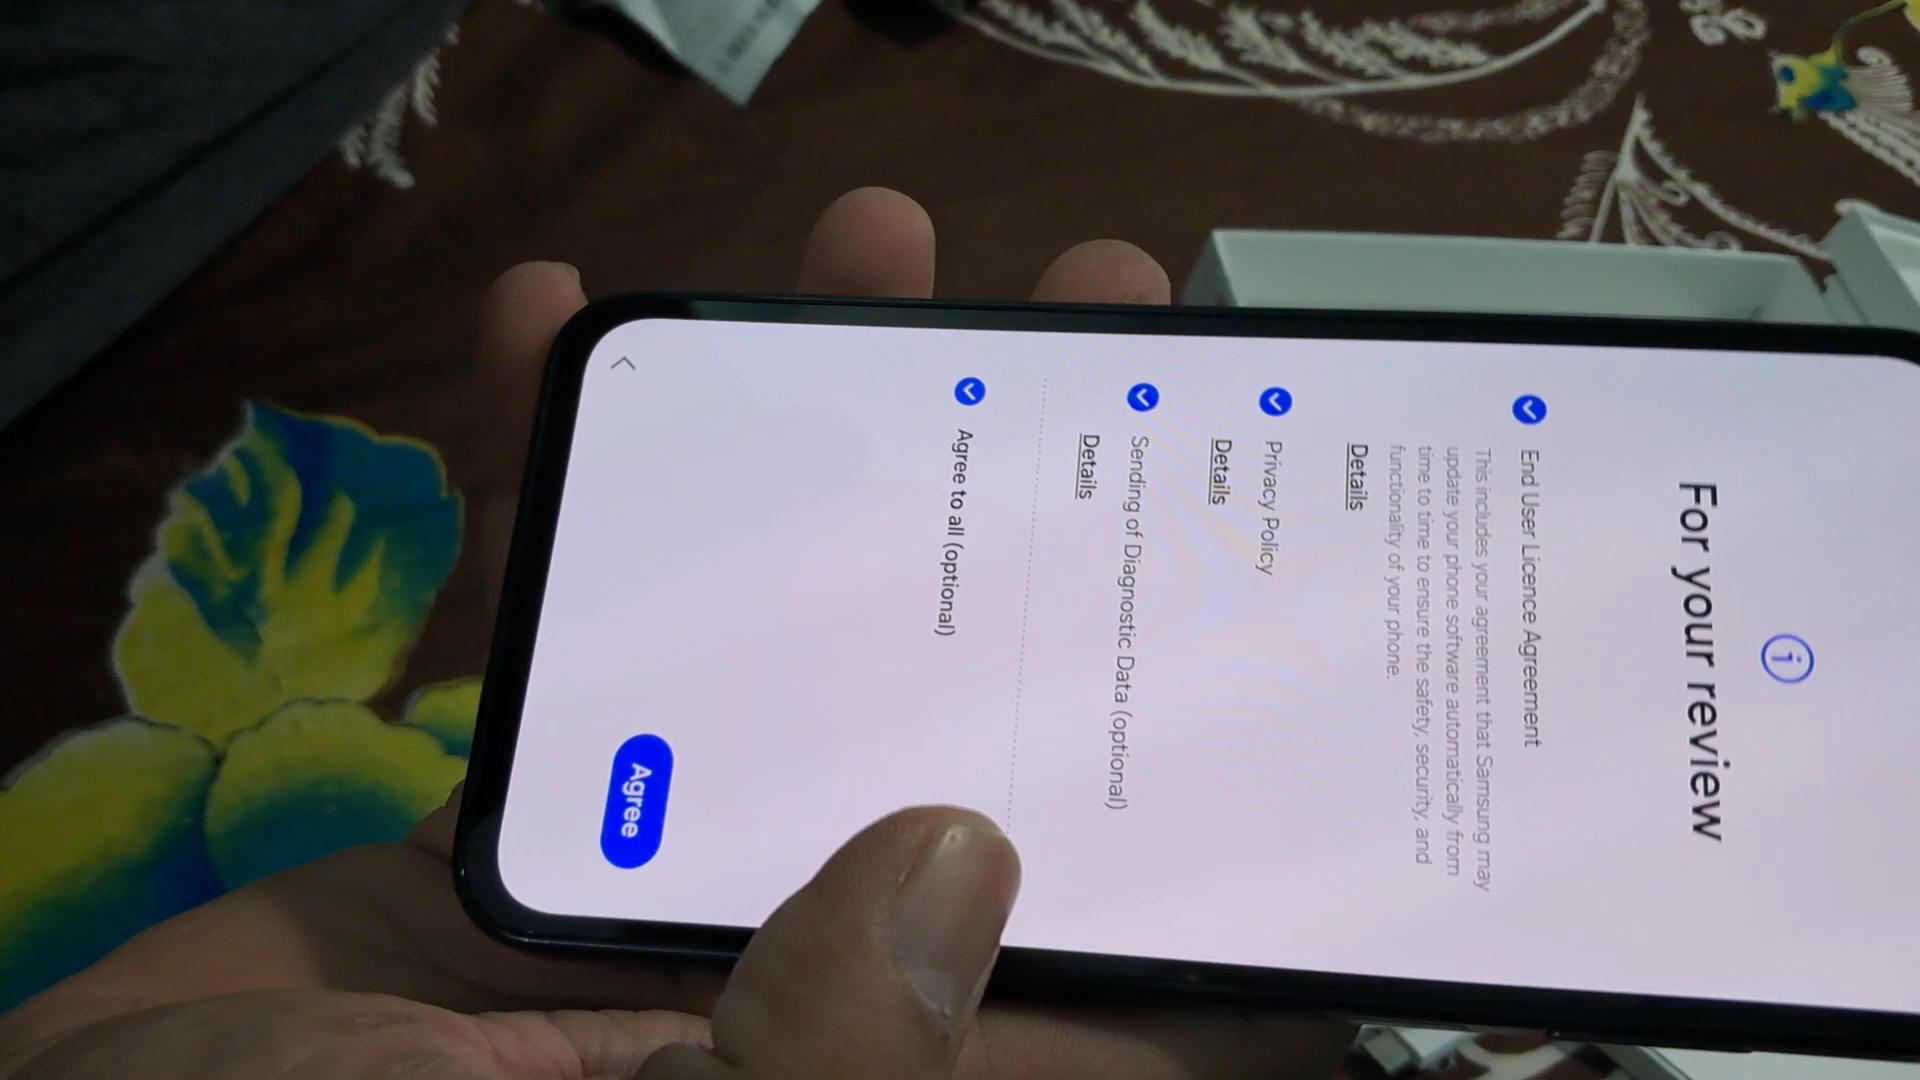 For your review
End User Licence Agreement
This includes your agreement that Samsung may
update your phone software automatically from
time to time to ensure the safety, security, and
functionality of your phone.
Details
Privacy Policy
Details
Sending of Diagnostic Data (optional)
Details
Agree to all (optional)
Agree